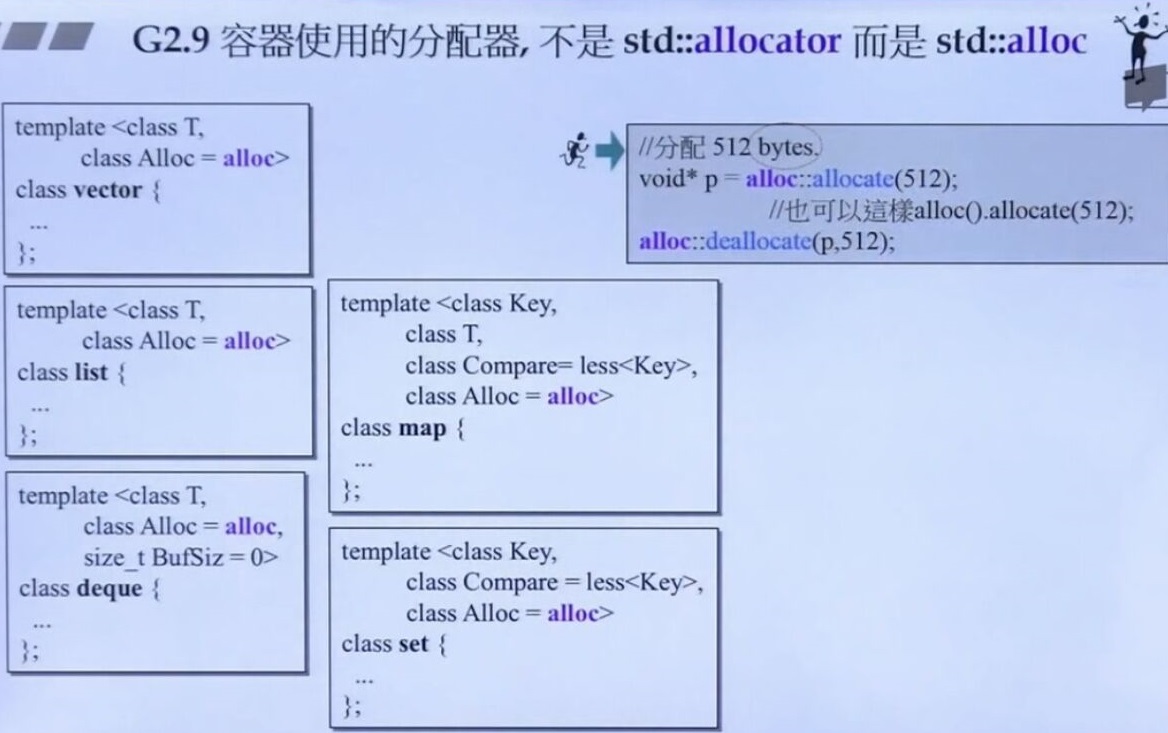 G2.9 容器使用的分配器, 不是 std::allocator 而是 std::alloc
template <class T,
class Alloc = alloc>
class vector {
...
};
template <class T,
class Alloc = alloc>
class list {
...
};
template <class T,
class Alloc = alloc,
size_t BufSiz = 0>
class deque {
...
};
template <class Key,
class T,
class Compare= less<Key>,
class Alloc = alloc>
class map {
...
};
template <class Key,
class Compare = less<Key>,
class Alloc = alloc>
class set {
...
};
//分配 512 bytes.
void* p = alloc::allocate(512);
//也可以這樣alloc().allocate(512);
alloc::deallocate(p,512);